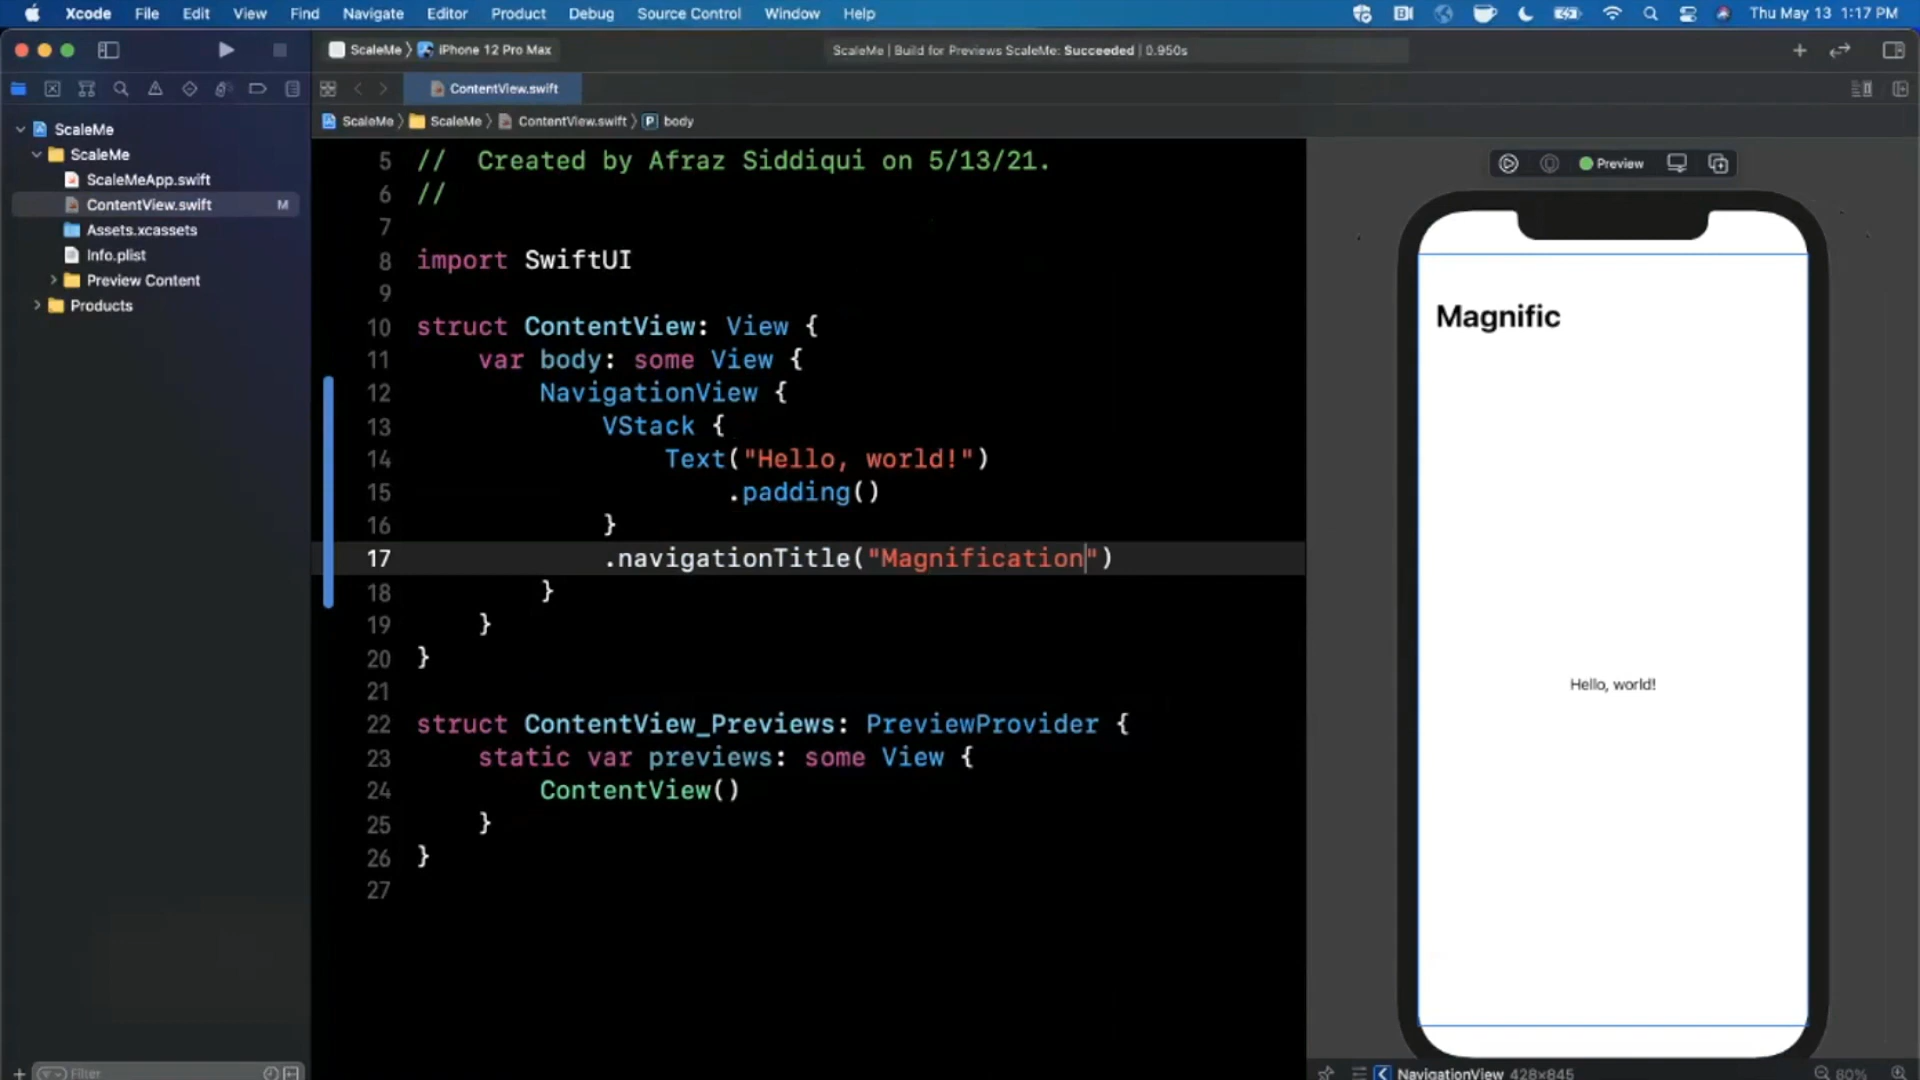 Xcode File Edit View Find Navigate Editor Product Debug Source Control Window Help Thu May 13 1:17 PM
ScaleMe iPhone 12 Pro Max ScaleMe | Build for Previews ScaleMe: Succeeded | 0.950s
ContentView.swift
ScaleMe ScaleMe ContentView.swift P body
ScaleMe
ScaleMe
ScaleMeApp.swift
ContentView.swift M
Assets.xcassets
Info.plist
Preview Content
Products
Filter
5 // Created by Afraz Siddiqui on 5/13/21.
6 //
7
8 import SwiftUI
9
10 struct ContentView: View {
11 var body: some View {
12 NavigationView {
13 VStack {
14 Text("Hello, world!")
15 .padding()
16 }
17 .navigationTitle("Magnification")
18 }
19 }
20 }
21
22 struct ContentView_Previews: PreviewProvider {
23 static var previews: some View {
24 ContentView()
25 }
26 }
27
Preview
Magnific
Hello, world!
NavigationView 428×845 80%